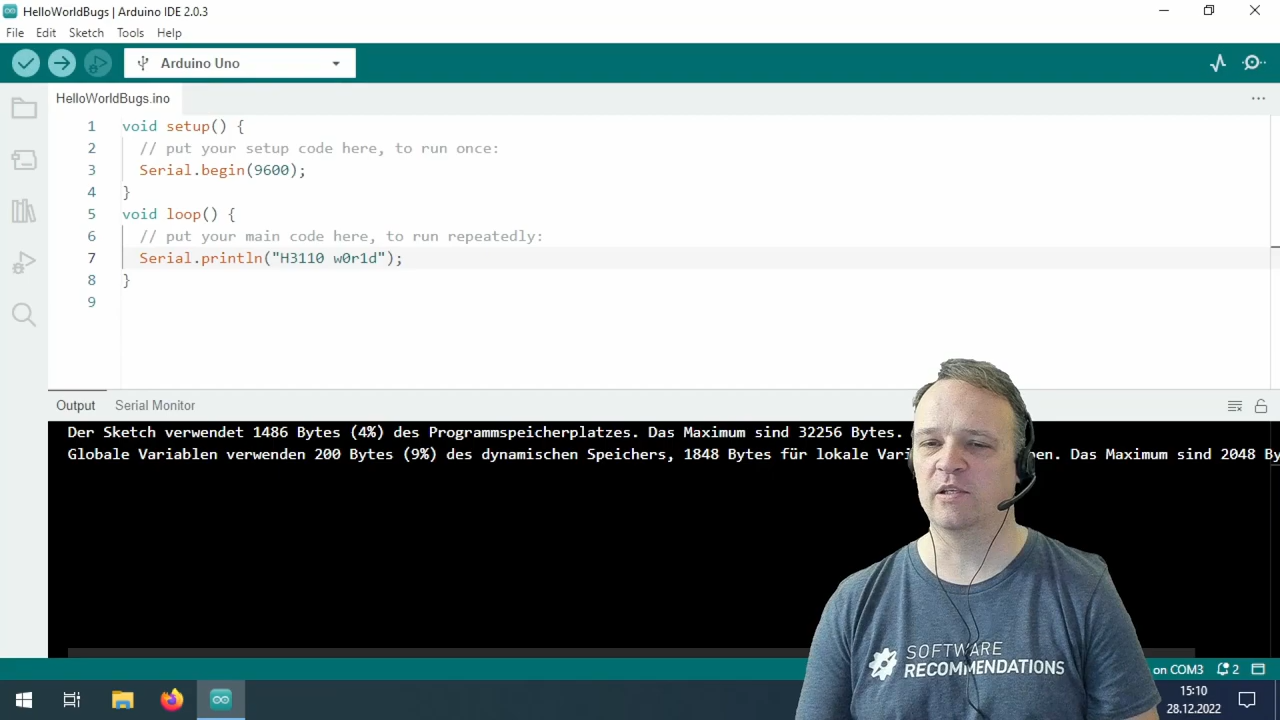 HelloWorldBugs | Arduino IDE 2.0.3
File Edit Sketch Tools Help
Arduino Uno
HelloWorldBugs.ino
1 void setup() {
2 // put your setup code here, to run once:
3 Serial.begin(9600);
4 }
5 void loop() {
6 // put your main code here, to run repeatedly:
7 Serial.println("H3110 w0r1d");
8 }
9
Output Serial Monitor
Der Sketch verwendet 1486 Bytes (4%) des Programmspeicherplatzes. Das Maximum sind 32256 Bytes.
Globale Variablen verwenden 200 Bytes (9%) des dynamischen Speichers, 1848 Bytes für lokale Das Maximum sind 2048
SOFTWARE
RECOMMENDATIONS
on COM3 2
15:10
28.12.2022